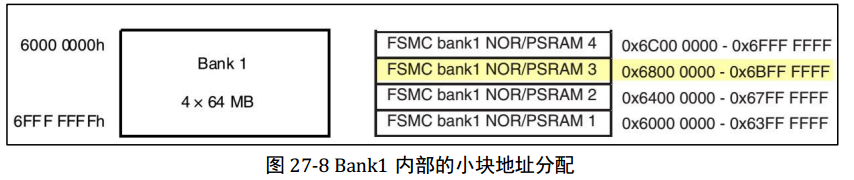 6000 0000h
Bank 1
4 × 64 MB
6FFF FFFFh
FSMC bank1 NOR/PSRAM 4 0x6C00 0000 - 0x6FFF FFFF
FSMC bank1 NOR/PSRAM 3 0x6800 0000 - 0x6BFF FFFF
FSMC bank1 NOR/PSRAM 2 0x6400 0000 - 0x67FF FFFF
FSMC bank1 NOR/PSRAM 1 0x6000 0000 - 0x63FF FFFF
图 27-8 Bank1 内部的小块地址分配